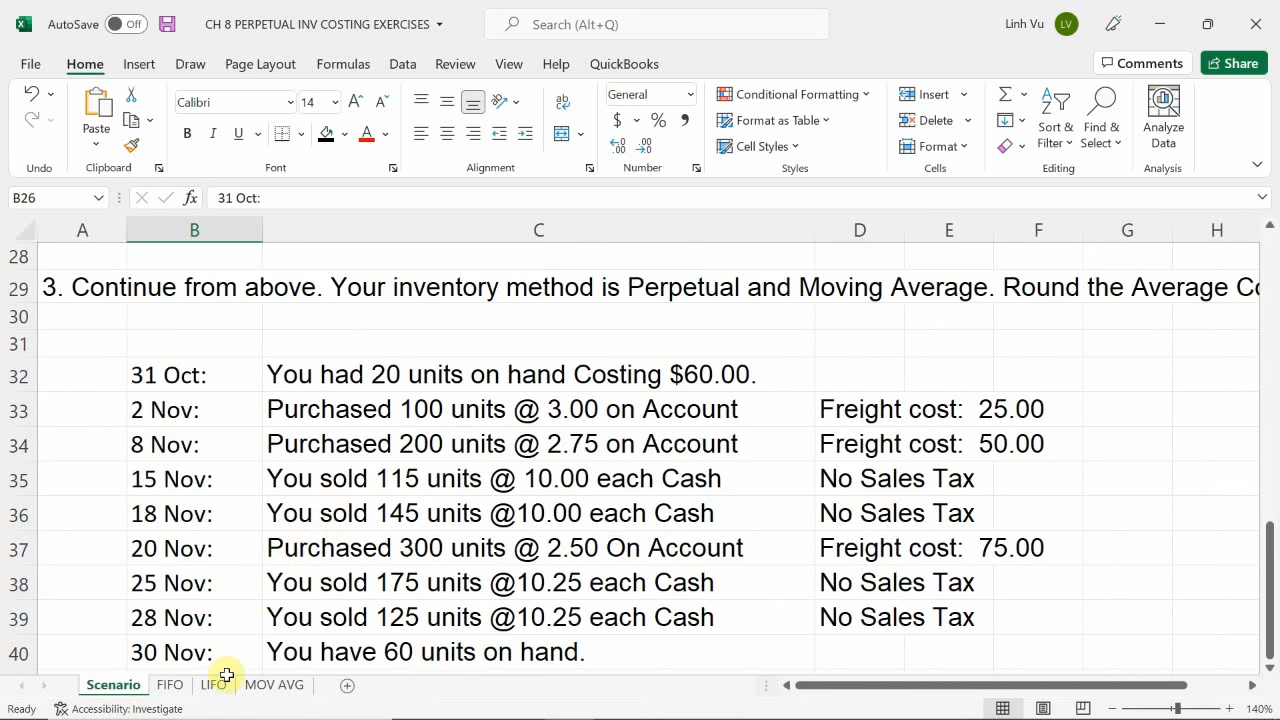 AutoSave Off CH 8 PERPETUAL INV COSTING EXERCISES Search (Alt+Q) Linh Vu LV
File Home Insert Draw Page Layout Formulas Data Review View Help QuickBooks Comments Share
Calibri 14 General Conditional Formatting Insert
Paste Format as Table Delete Sort & Find & Analyze
B I U Cell Styles Format Filter Select Data
Undo Clipboard Font Alignment Number Styles Cells Editing Analysis
B26 fx 31 Oct:
A B C D E F G H
28
29 3. Continue from above. Your inventory method is Perpetual and Moving Average. Round the Average Co
30
31
32 31 Oct: You had 20 units on hand Costing $60.00.
33 2 Nov: Purchased 100 units @ 3.00 on Account Freight cost: 25.00
34 8 Nov: Purchased 200 units @ 2.75 on Account Freight cost: 50.00
35 15 Nov: You sold 115 units @ 10.00 each Cash No Sales Tax
36 18 Nov: You sold 145 units @10.00 each Cash No Sales Tax
37 20 Nov: Purchased 300 units @ 2.50 On Account Freight cost: 75.00
38 25 Nov: You sold 175 units @10.25 each Cash No Sales Tax
39 28 Nov: You sold 125 units @10.25 each Cash No Sales Tax
40 30 Nov: You have 60 units on hand.
Scenario FIFO LIFO MOV AVG
Ready Accessibility: Investigate 140%